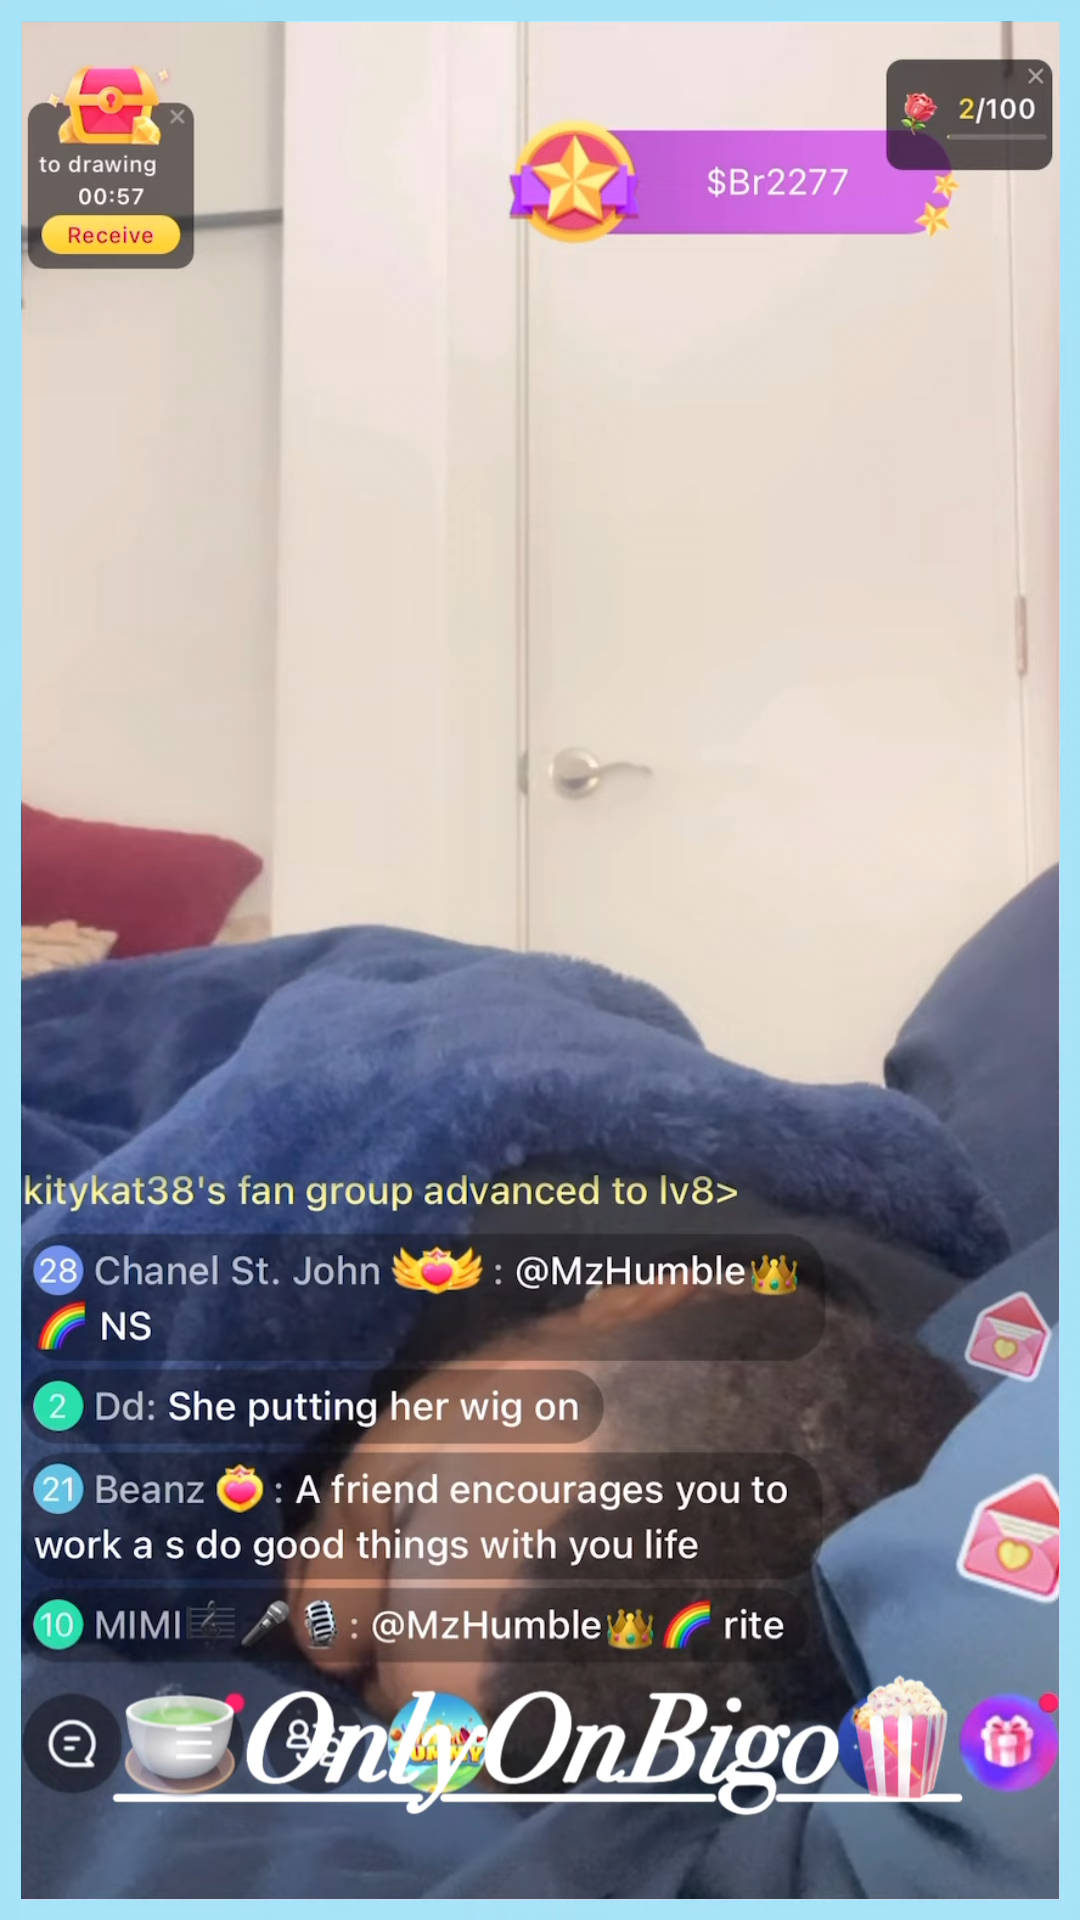 to drawing
00:57
Receive
2/100
$Br2277
kitykat38's fan group advanced to lv8>
28 Chanel St. John : @MzHumble👑
🌈 NS
2 Dd: She putting her wig on
21 Beanz : A friend encourages you to
work a s do good things with you life
10 MIMI🎼🎤🎙️: @MzHumble👑🌈 rite
🍵OnlyOnBigo🍿